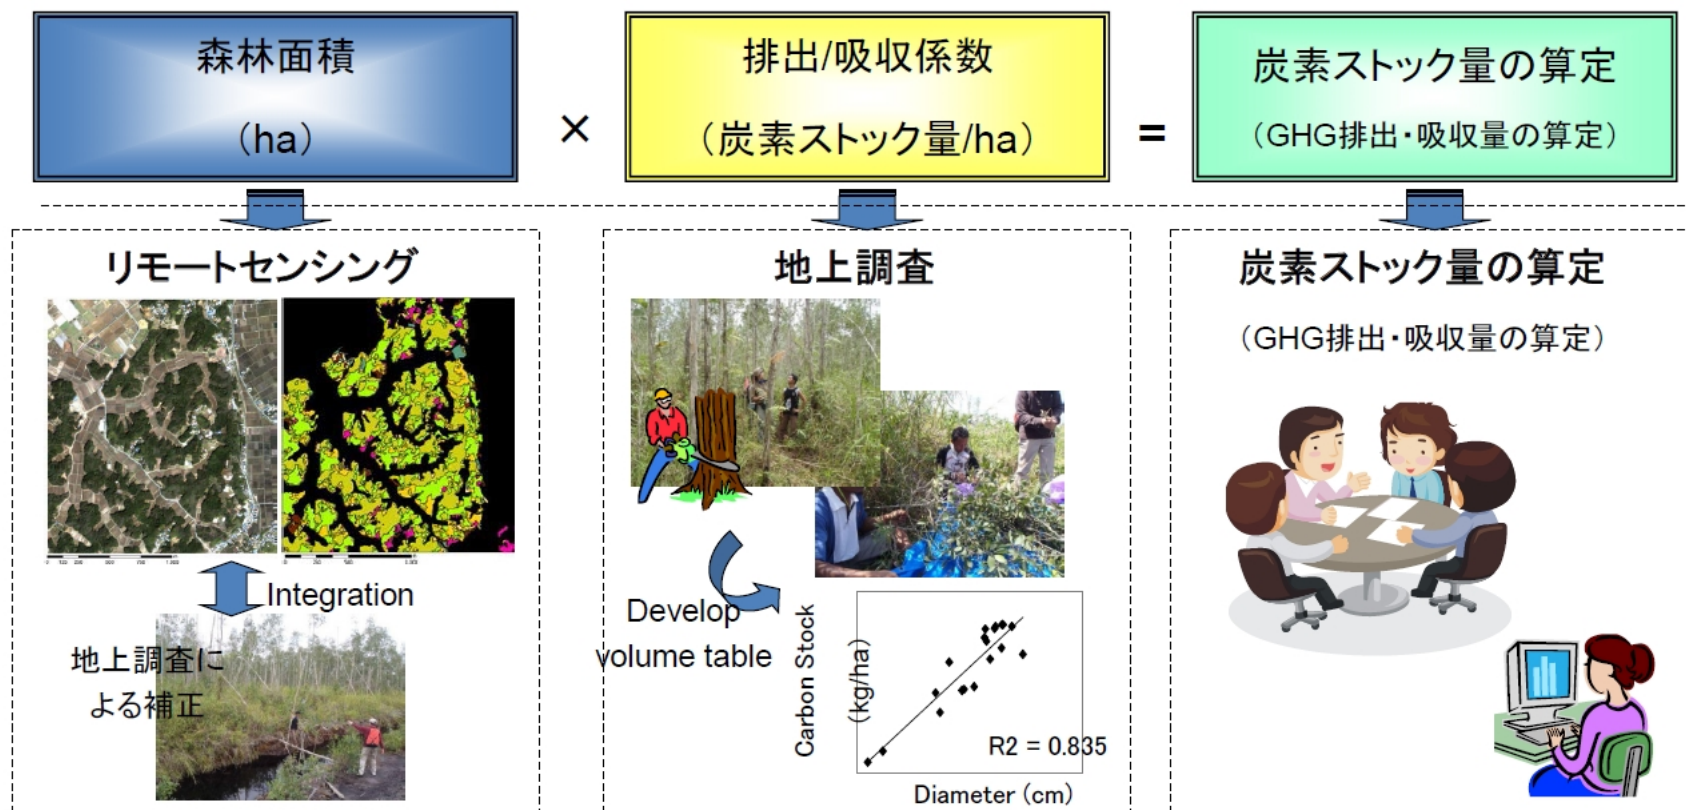 森林面積
（ha）
×
排出/吸収係数
（炭素ストック量/ha）
=
炭素ストック量の算定
（GHG排出・吸収量の算定）
リモートセンシング
Integration
地上調査に
よる補正
地上調査
Develop
volume table
Carbon Stock
(kg/ha)
R2 = 0.835
Diameter (cm)
炭素ストック量の算定
（GHG排出・吸収量の算定）